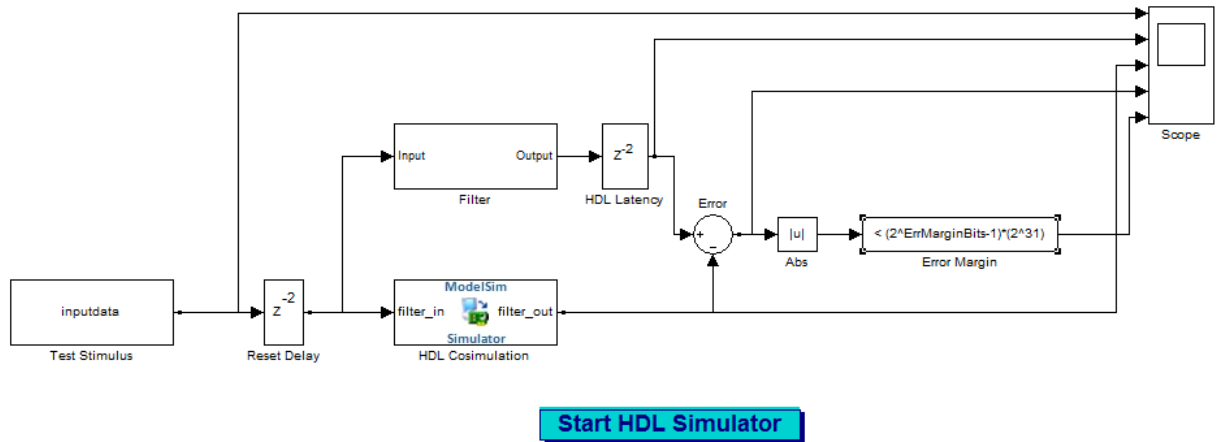 Scope
Input
Output
Filter
Z-2
HDL Latency
Error
+
−
|u|
Abs
< (2^ErrMarginBits-1)*(2^31)
Error Margin
inputdata
Test Stimulus
Z-2
Reset Delay
ModelSim
filter_in
filter_out
Simulator
HDL Cosimulation
Start HDL Simulator